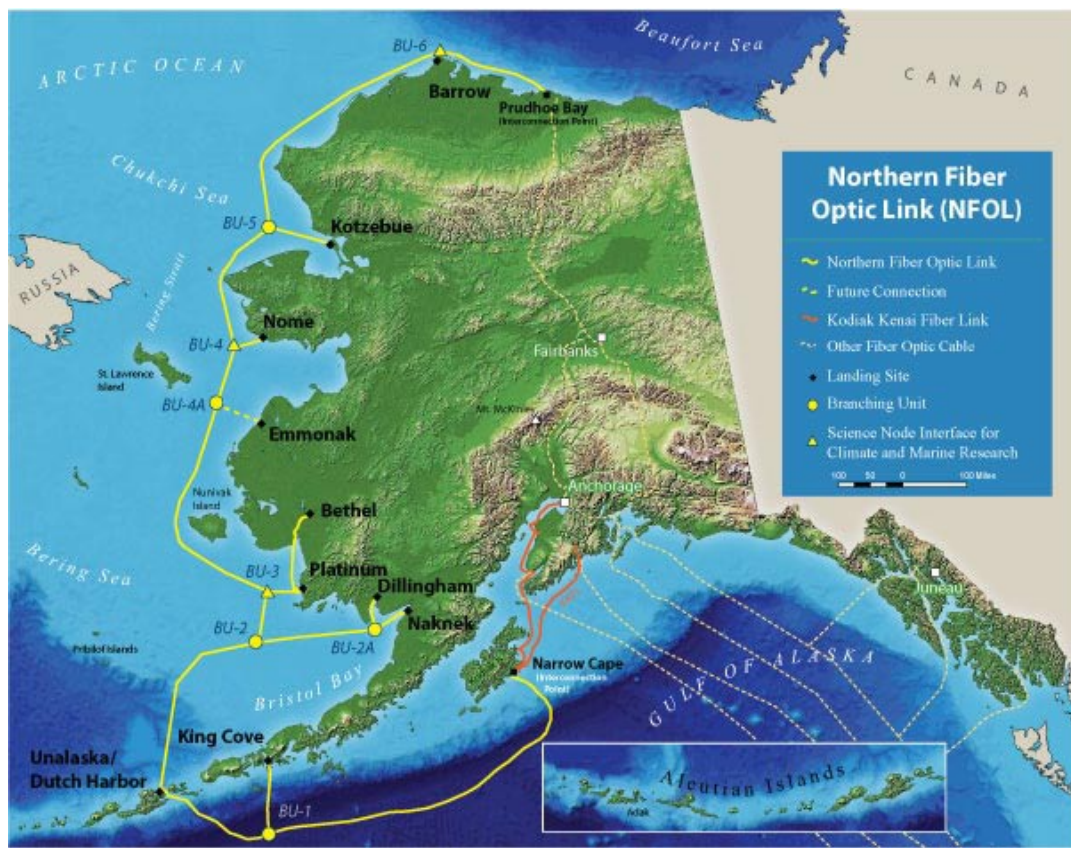 Beaufort Sea
ARCTIC OCEAN
BU-6
CANADA
Barrow
Prudhoe Bay
(Interconnection Point)
Northern Fiber
Optic Link (NFOL)
Northern Fiber Optic Link
Future Connection
Kodiak Kenai Fiber Link
Other Fiber Optic Cable
Landing Site
Branching Unit
Science Node Interface for
Climate and Marine Research
100 50 0 100 Miles
Chukchi Sea
BU-5
Kotzebue
RUSSIA
Bering Strait
Nome
BU-4
Fairbanks
St. Lawrence
Island
BU-4A
Mt. McKinley
Emmonak
Anchorage
Nunivak
Island
Bethel
Bering Sea
BU-3
Platinum
Dillingham
Juneau
BU-2
BU-2A
Naknek
Pribilof Islands
Narrow Cape
(Interconnection
Point)
GULF OF ALASKA
Bristol Bay
King Cove
Unalaska/
Dutch Harbor
BU-1
Aleutian Islands
Adak